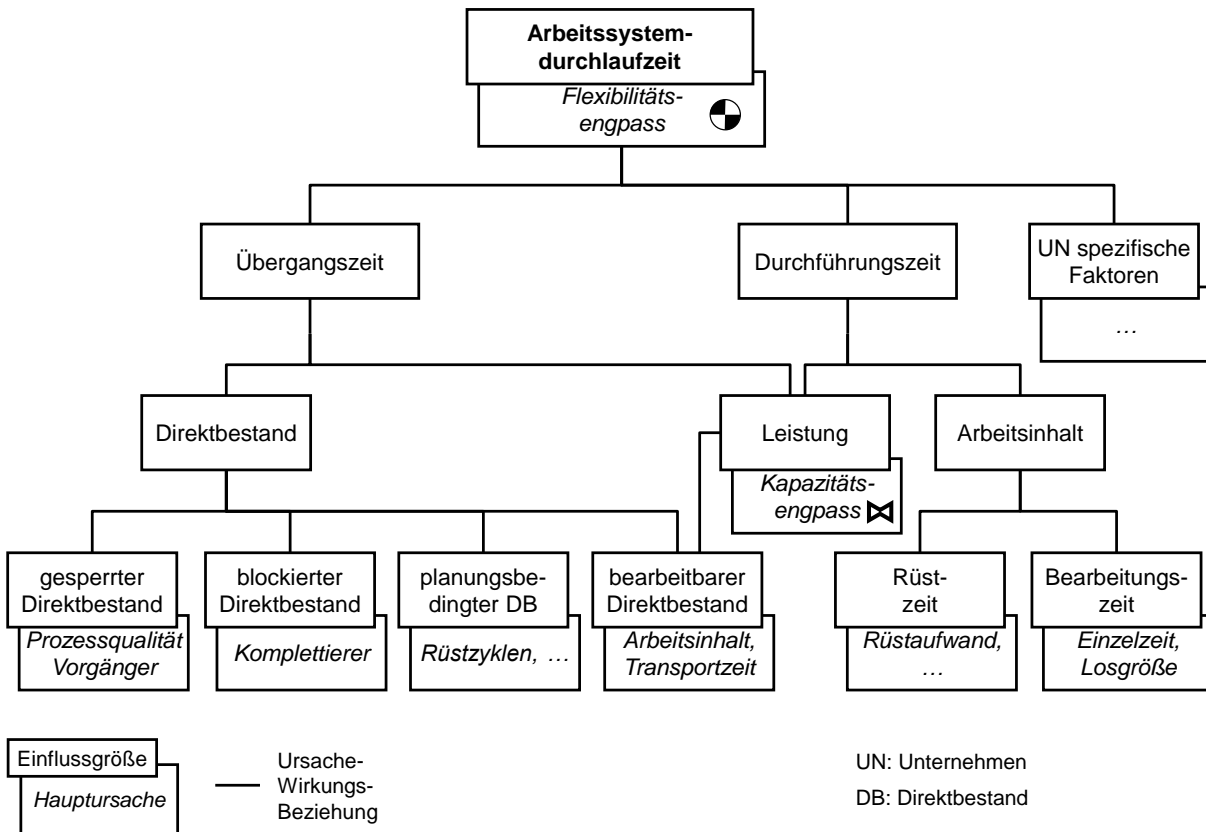 Arbeitssystem-
durchlaufzeit
Flexibilitäts-
engpass
Übergangszeit
Durchführungszeit
UN spezifische
Faktoren
…
Direktbestand
Leistung
Kapazitäts-
engpass
Arbeitsinhalt
gesperrter
Direktbestand
Prozessqualität
Vorgänger
blockierter
Direktbestand
Komplettierer
planungsbe-
dingter DB
Rüstzyklen, …
bearbeitbarer
Direktbestand
Arbeitsinhalt,
Transportzeit
Rüst-
zeit
Rüstaufwand,
…
Bearbeitungs-
zeit
Einzelzeit,
Losgröße
Einflussgröße
Hauptursache
Ursache-
Wirkungs-
Beziehung
UN: Unternehmen
DB: Direktbestand